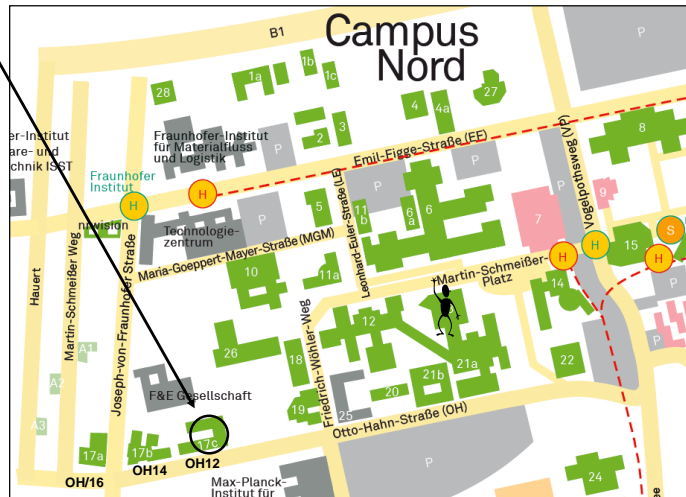 Campus
Nord
B1
1a
1b
1c
28
2
3
4
4a
27
8
er-Institut
are- und
echnik ISST
Fraunhofer-Institut
für Materialfluss
und Logistik
Emil-Figge-Straße (EF)
Vogelpothsweg (VP)
P
P
P
P
P
Fraunhofer
Institut
H
H
nrwision
Technologie-
zentrum
P
5
11
b
6
a
6
7
9
S
H
H
H
15
Maria-Goeppert-Mayer-Straße (MGM)
Leonhard-Euler-Straße (LE)
Martin-Schmeißer-
Platz
10
11a
14
P
Hauert
Martin-Schmeißer Weg
Joseph-von-Fraunhofer Straße
Friedrich-Wöhler-Weg
12
26
18
A1
A2
A3
F&E Gesellschaft
21a
21b
22
20
19
25
17a
17b
17c
OH/16
OH14
OH12
Otto-Hahn-Straße (OH)
P
24
Max-Planck-
Institut für
ee